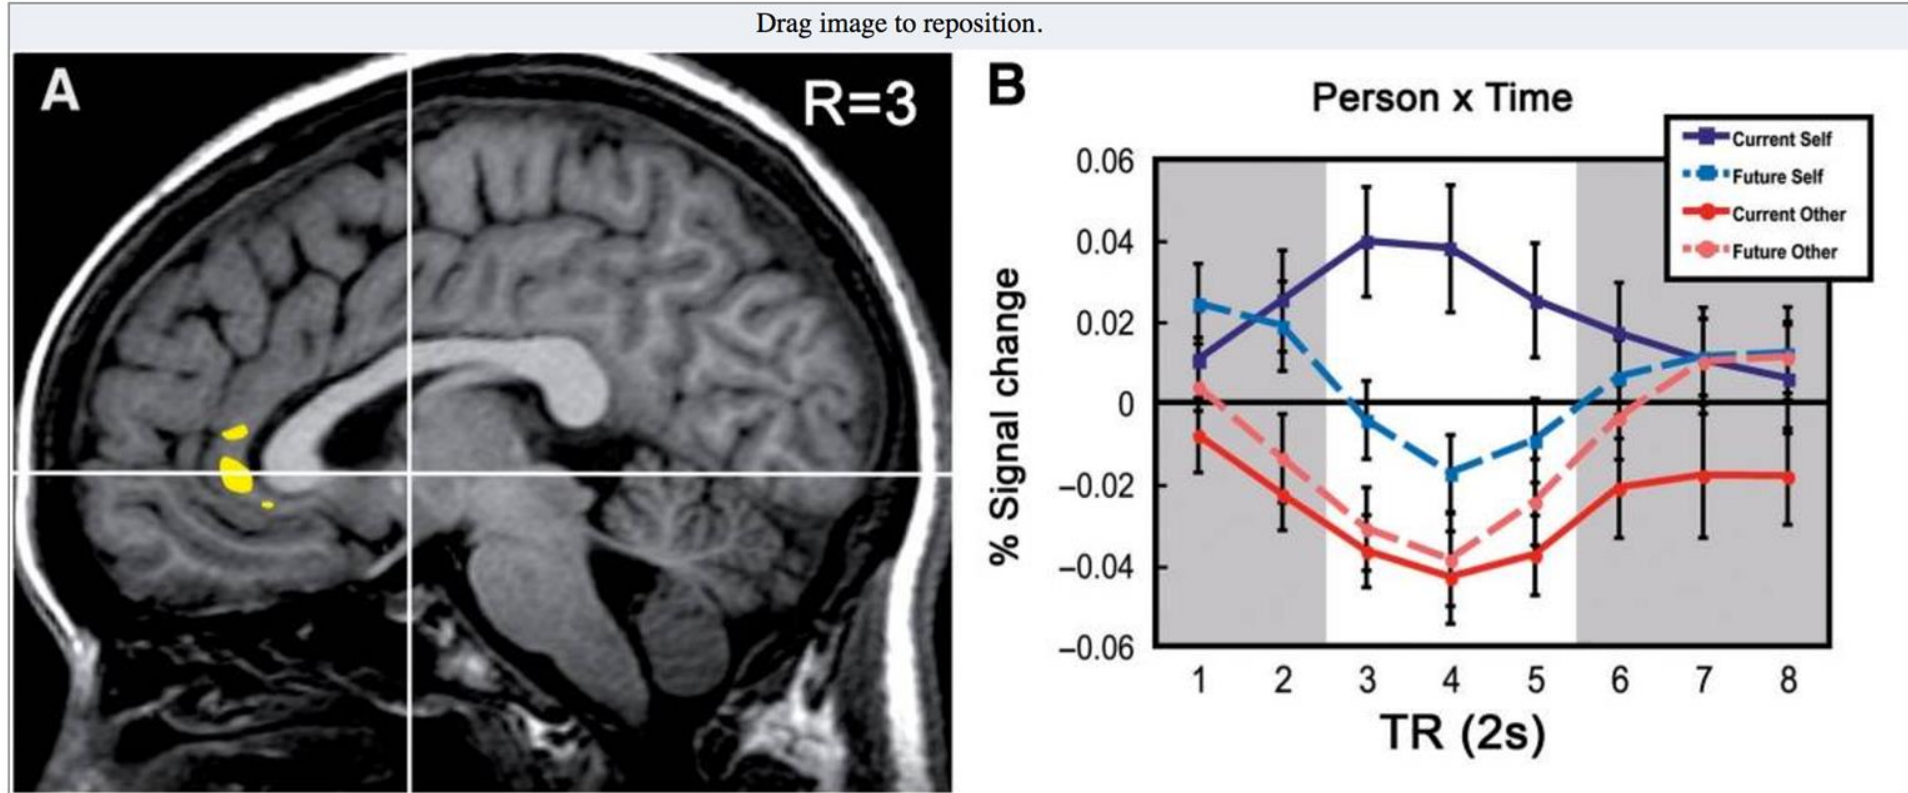 Drag image to reposition.
A
R=3
B
Person x Time
Current Self
Future Self
Current Other
Future Other
% Signal change
0.06
0.04
0.02
0
−0.02
−0.04
−0.06
1 2 3 4 5 6 7 8
TR (2s)